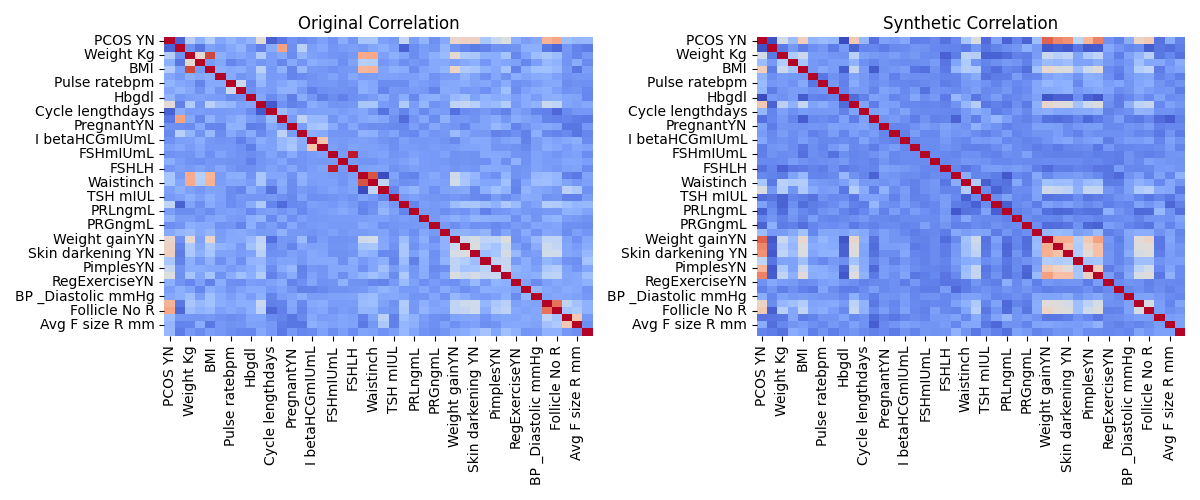 Original Correlation
PCOS YN
Weight Kg
BMI
Pulse ratebpm
Hbgdl
Cycle lengthdays
PregnantYN
I betaHCGmIUmL
FSHmIUmL
FSHLH
Waistinch
TSH mIUL
PRLngmL
PRGngmL
Weight gainYN
Skin darkening YN
PimplesYN
RegExerciseYN
BP _Diastolic mmHg
Follicle No R
Avg F size R mm
PCOS YN
Weight Kg
BMI
Pulse ratebpm
Hbgdl
Cycle lengthdays
PregnantYN
I betaHCGmIUmL
FSHmIUmL
FSHLH
Waistinch
TSH mIUL
PRLngmL
PRGngmL
Weight gainYN
Skin darkening YN
PimplesYN
RegExerciseYN
BP _Diastolic mmHg
Follicle No R
Avg F size R mm
Synthetic Correlation
PCOS YN
Weight Kg
BMI
Pulse ratebpm
Hbgdl
Cycle lengthdays
PregnantYN
I betaHCGmIUmL
FSHmIUmL
FSHLH
Waistinch
TSH mIUL
PRLngmL
PRGngmL
Weight gainYN
Skin darkening YN
PimplesYN
RegExerciseYN
BP _Diastolic mmHg
Follicle No R
Avg F size R mm
PCOS YN
Weight Kg
BMI
Pulse ratebpm
Hbgdl
Cycle lengthdays
PregnantYN
I betaHCGmIUmL
FSHmIUmL
FSHLH
Waistinch
TSH mIUL
PRLngmL
PRGngmL
Weight gainYN
Skin darkening YN
PimplesYN
RegExerciseYN
BP _Diastolic mmHg
Follicle No R
Avg F size R mm